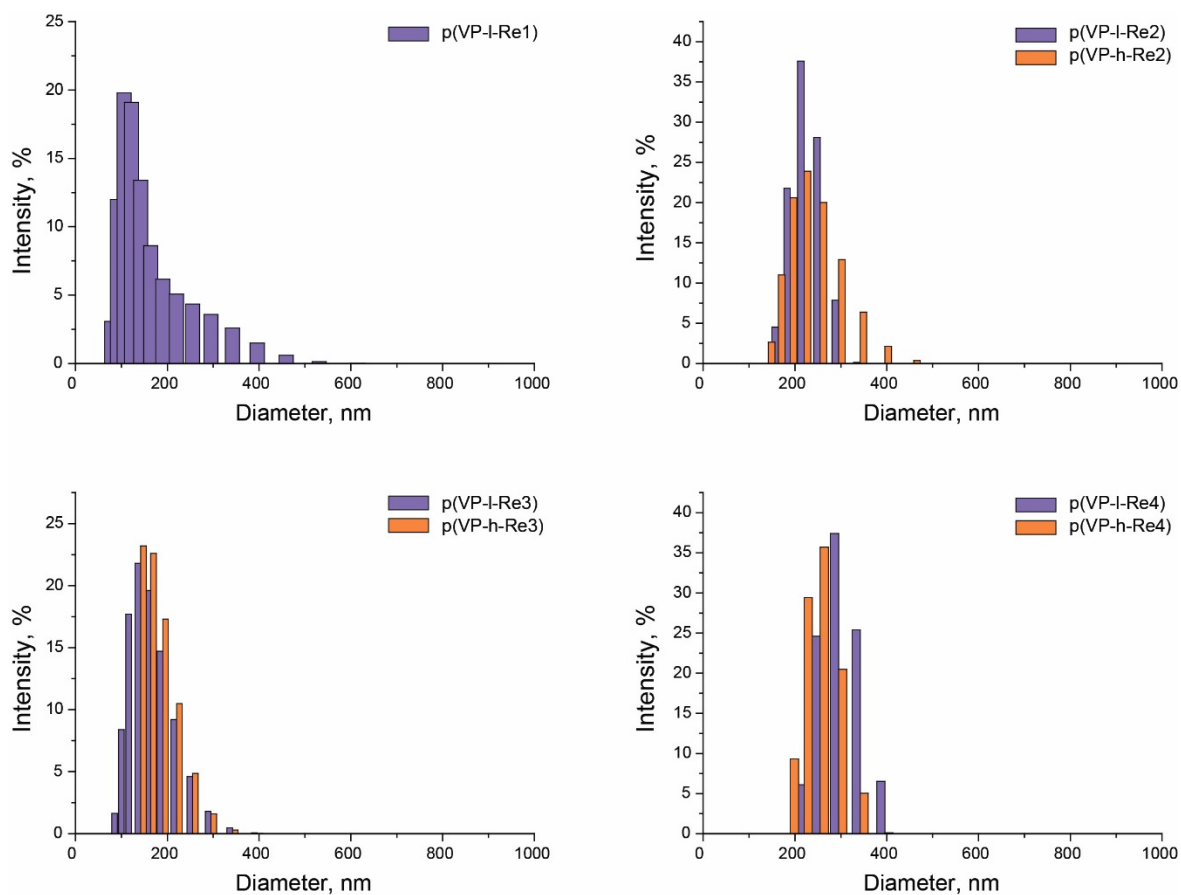 p(VP-l-Re1)
25
20
15
10
5
0
Intensity, %
0 200 400 600 800 1000
Diameter, nm
p(VP-l-Re2)
p(VP-h-Re2)
40
35
30
25
20
15
10
5
0
Intensity, %
0 200 400 600 800 1000
Diameter, nm
p(VP-l-Re3)
p(VP-h-Re3)
25
20
15
10
5
0
Intensity, %
0 200 400 600 800 1000
Diameter, nm
p(VP-l-Re4)
p(VP-h-Re4)
40
35
30
25
20
15
10
5
0
Intensity, %
0 200 400 600 800 1000
Diameter, nm